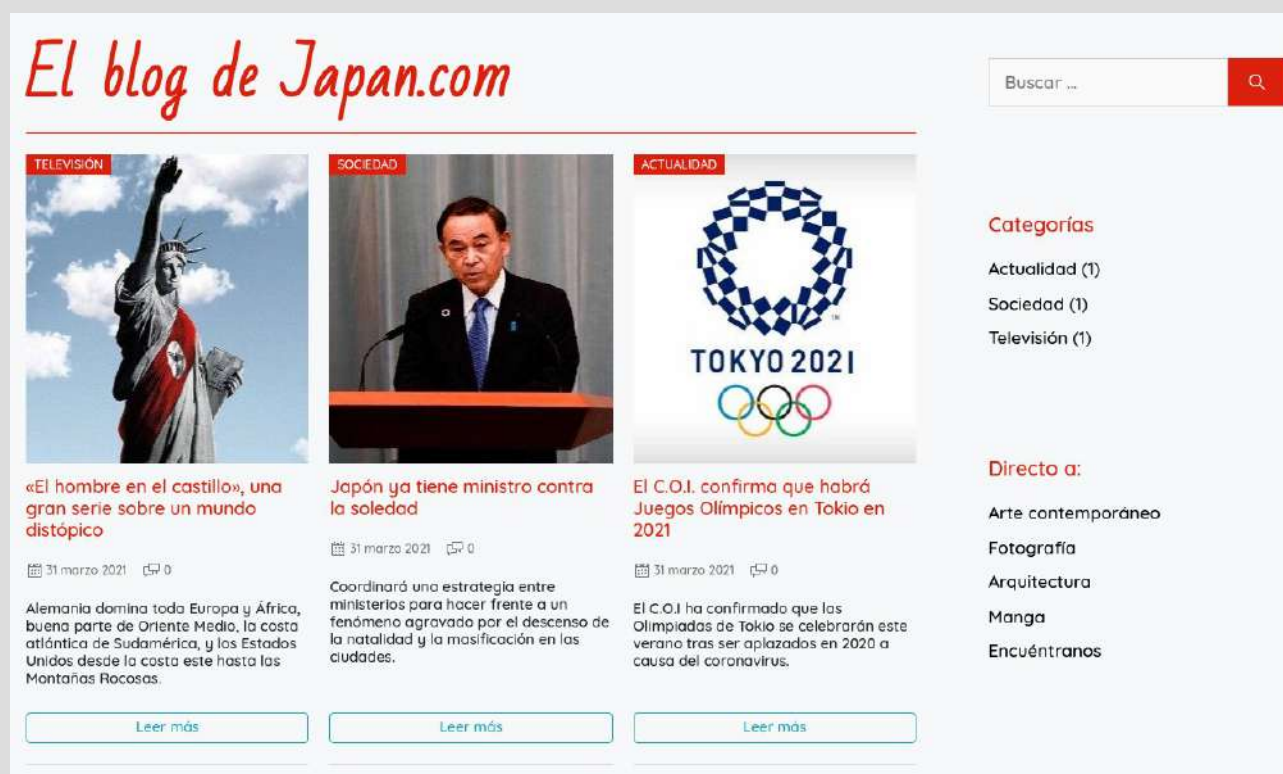 El blog de Japan.com
Buscar ...
TELEVISIÓN
«El hombre en el castillo», una
gran serie sobre un mundo
distópico
31 marzo 2021 0
Alemania domina toda Europa y África,
buena parte de Oriente Medio, la costa
atlántica de Sudamérica, y los Estados
Unidos desde la costa este hasta las
Montañas Rocosas.
Leer más
SOCIEDAD
Japón ya tiene ministro contra
la soledad
31 marzo 2021 0
Coordinará una estrategia entre
ministerios para hacer frente a un
fenómeno agravado por el descenso de
la natalidad y la masificación en las
ciudades.
Leer más
ACTUALIDAD
TM
TOKYO 2021
El C.O.I. confirma que habrá
Juegos Olímpicos en Tokio en
2021
31 marzo 2021 0
El C.O.I ha confirmado que las
Olimpiadas de Tokio se celebrarán este
verano tras ser aplazados en 2020 a
causa del coronavirus.
Leer más
Categorías
Actualidad (1)
Sociedad (1)
Televisión (1)
Directo a:
Arte contemporáneo
Fotografía
Arquitectura
Manga
Encuéntranos